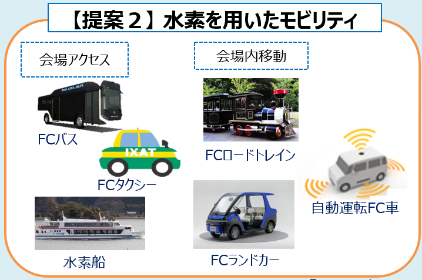 【提案２】水素を用いたモビリティ
会場アクセス
会場内移動
FCバス
IXAT
FCタクシー
水素船
FCロードトレイン
FCランドカー
自動運転FC車